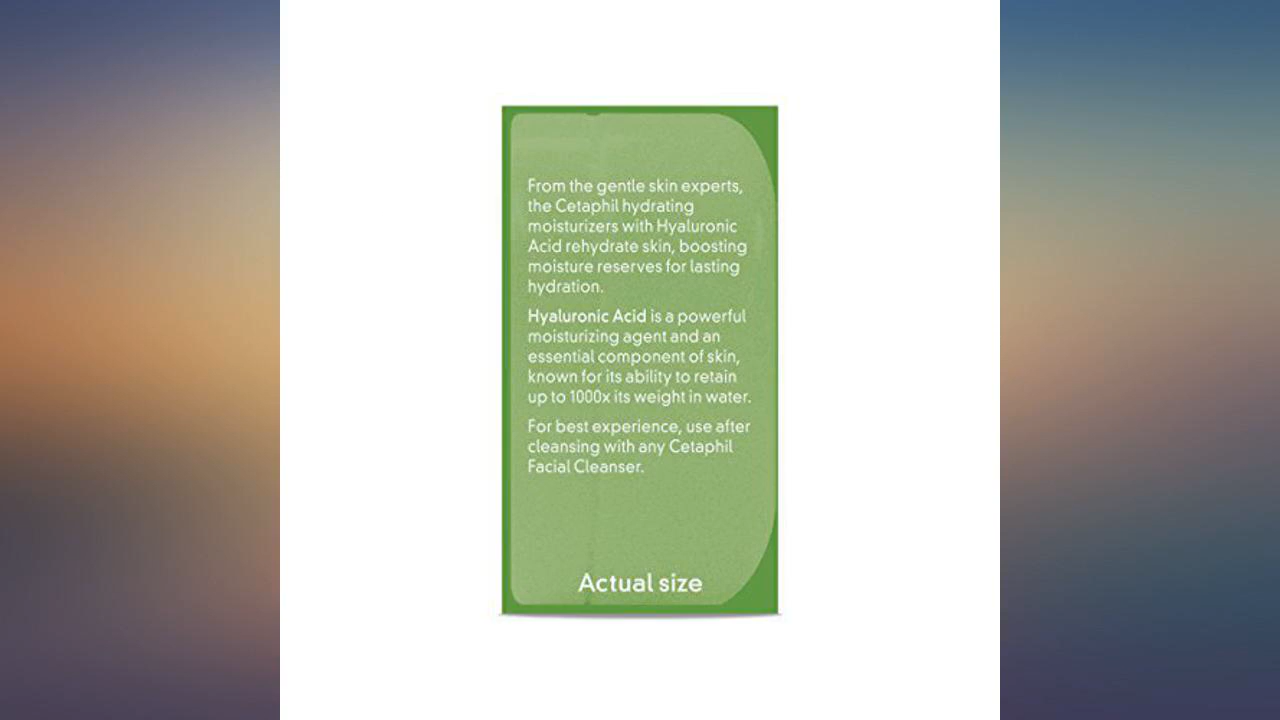 From the gentle skin experts,
the Cetaphil hydrating
moisturizers with Hyaluronic
Acid rehydrate skin, boosting
moisture reserves for lasting
hydration.
Hyaluronic Acid is a powerful
moisturizing agent and an
essential component of skin,
known for its ability to retain
up to 1000x its weight in water.
For best experience, use after
cleansing with any Cetaphil
Facial Cleanser.
Actual size